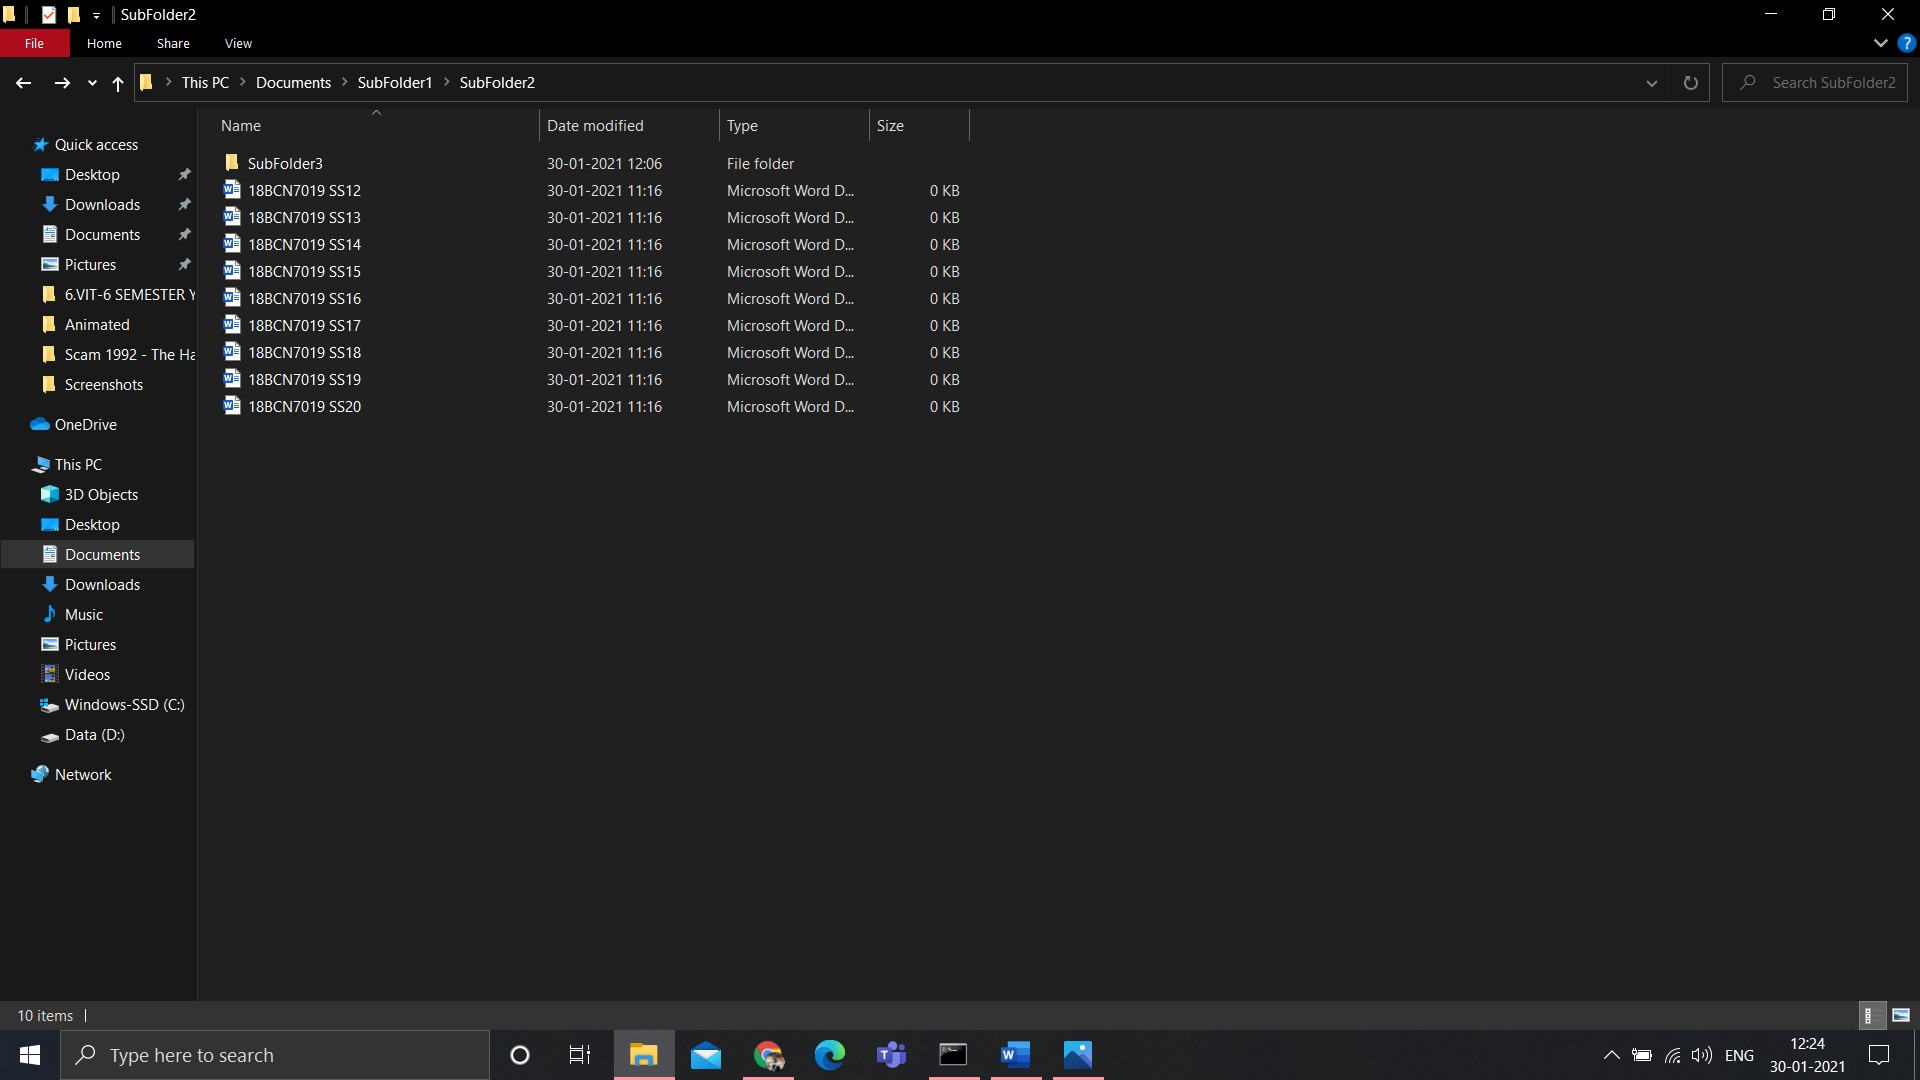 SubFolder2
File Home Share View
This PC Documents SubFolder1 SubFolder2 Search SubFolder2
Name Date modified Type Size
SubFolder3 30-01-2021 12:06 File folder
18BCN7019 SS12 30-01-2021 11:16 Microsoft Word D... 0 KB
18BCN7019 SS13 30-01-2021 11:16 Microsoft Word D... 0 KB
18BCN7019 SS14 30-01-2021 11:16 Microsoft Word D... 0 KB
18BCN7019 SS15 30-01-2021 11:16 Microsoft Word D... 0 KB
18BCN7019 SS16 30-01-2021 11:16 Microsoft Word D... 0 KB
18BCN7019 SS17 30-01-2021 11:16 Microsoft Word D... 0 KB
18BCN7019 SS18 30-01-2021 11:16 Microsoft Word D... 0 KB
18BCN7019 SS19 30-01-2021 11:16 Microsoft Word D... 0 KB
18BCN7019 SS20 30-01-2021 11:16 Microsoft Word D... 0 KB
Quick access
Desktop
Downloads
Documents
Pictures
6.VIT-6 SEMESTER Y
Animated
Scam 1992 - The Ha
Screenshots
OneDrive
This PC
3D Objects
Desktop
Documents
Downloads
Music
Pictures
Videos
Windows-SSD (C:)
Data (D:)
Network
10 items
Type here to search
ENG
12:24
30-01-2021